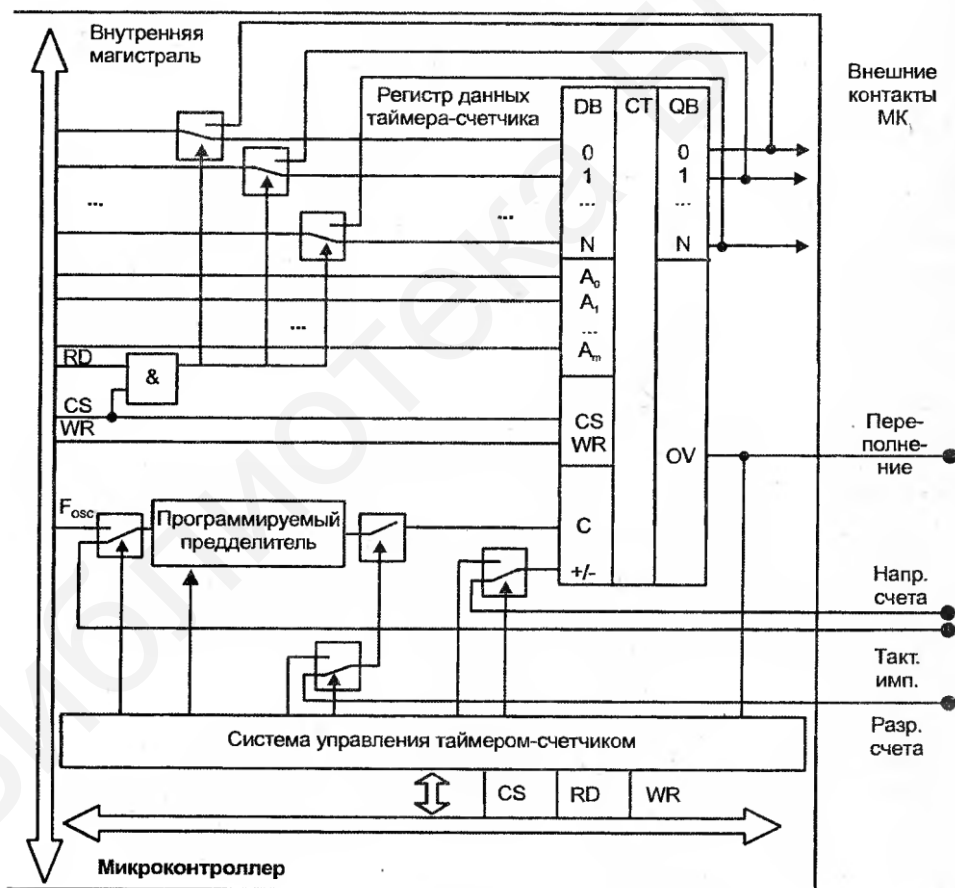 Внутренняя
магистраль
Регистр данных
таймера-счетчика
DB
CT
QB
Внешние
контакты
МК
0
1
...
N
0
1
...
N
...
...
A₀
A₁
...
Aₘ
...
RD
&
CS
WR
CS
WR
OV
Пере-
полне-
ние
Fosc
Программируемый
предделитель
C
+/-
Напр.
счета
Такт.
имп.
Разр.
счета
Система управления таймером-счетчиком
CS
RD
WR
Микроконтроллер